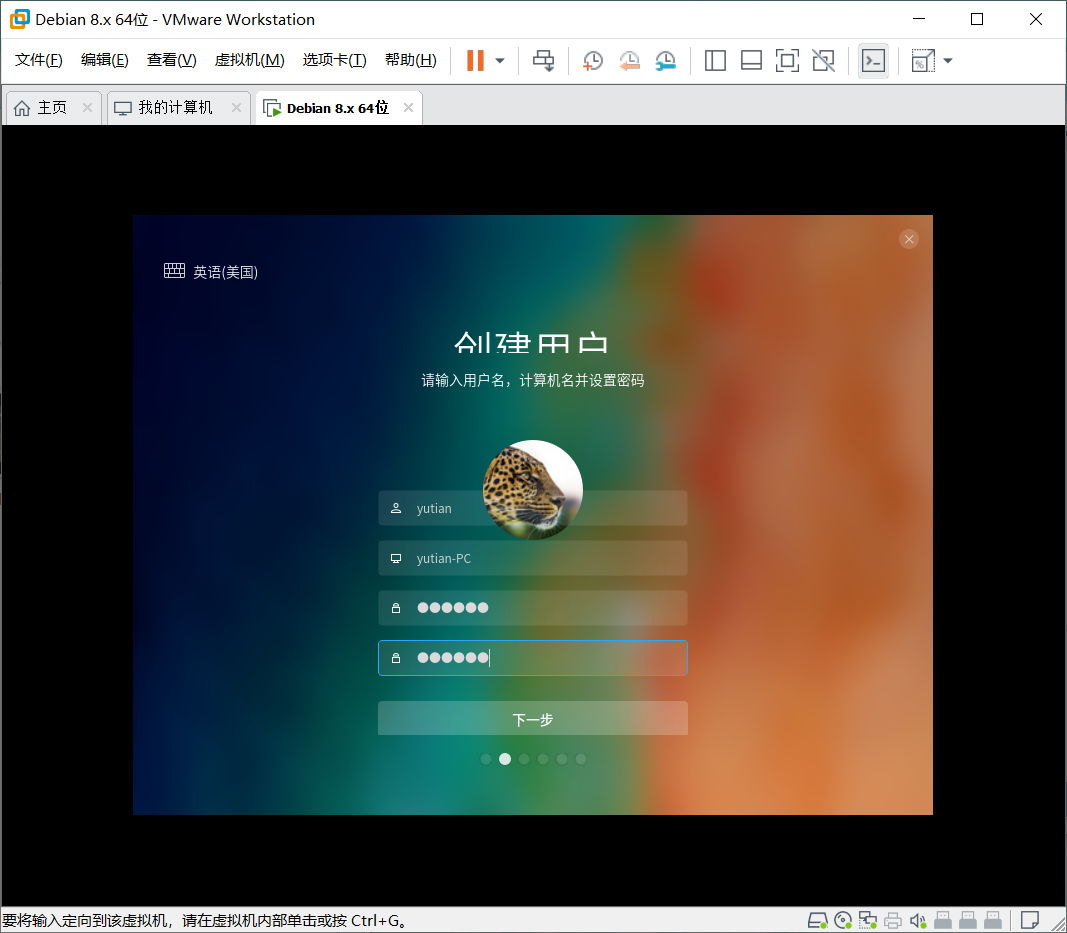 Debian 8.x 64位 - VMware Workstation
文件(F) 编辑(E) 查看(V) 虚拟机(M) 选项卡(T) 帮助(H)
主页 我的计算机 Debian 8.x 64位
英语(美国)
创建用户
请输入用户名，计算机名并设置密码
yutian
yutian-PC
下一步
要将输入定向到该虚拟机，请在虚拟机内部单击或按 Ctrl+G。